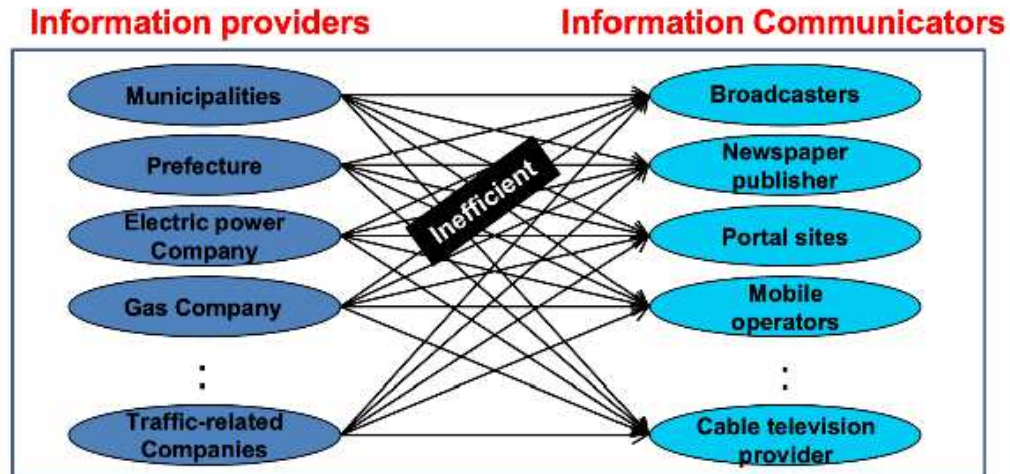 Information providers
Information Communicators
Municipalities
Broadcasters
Prefecture
Newspaper
publisher
Inefficient
Electric power
Company
Portal sites
Gas Company
Mobile
operators
:
:
Traffic-related
Companies
Cable television
provider